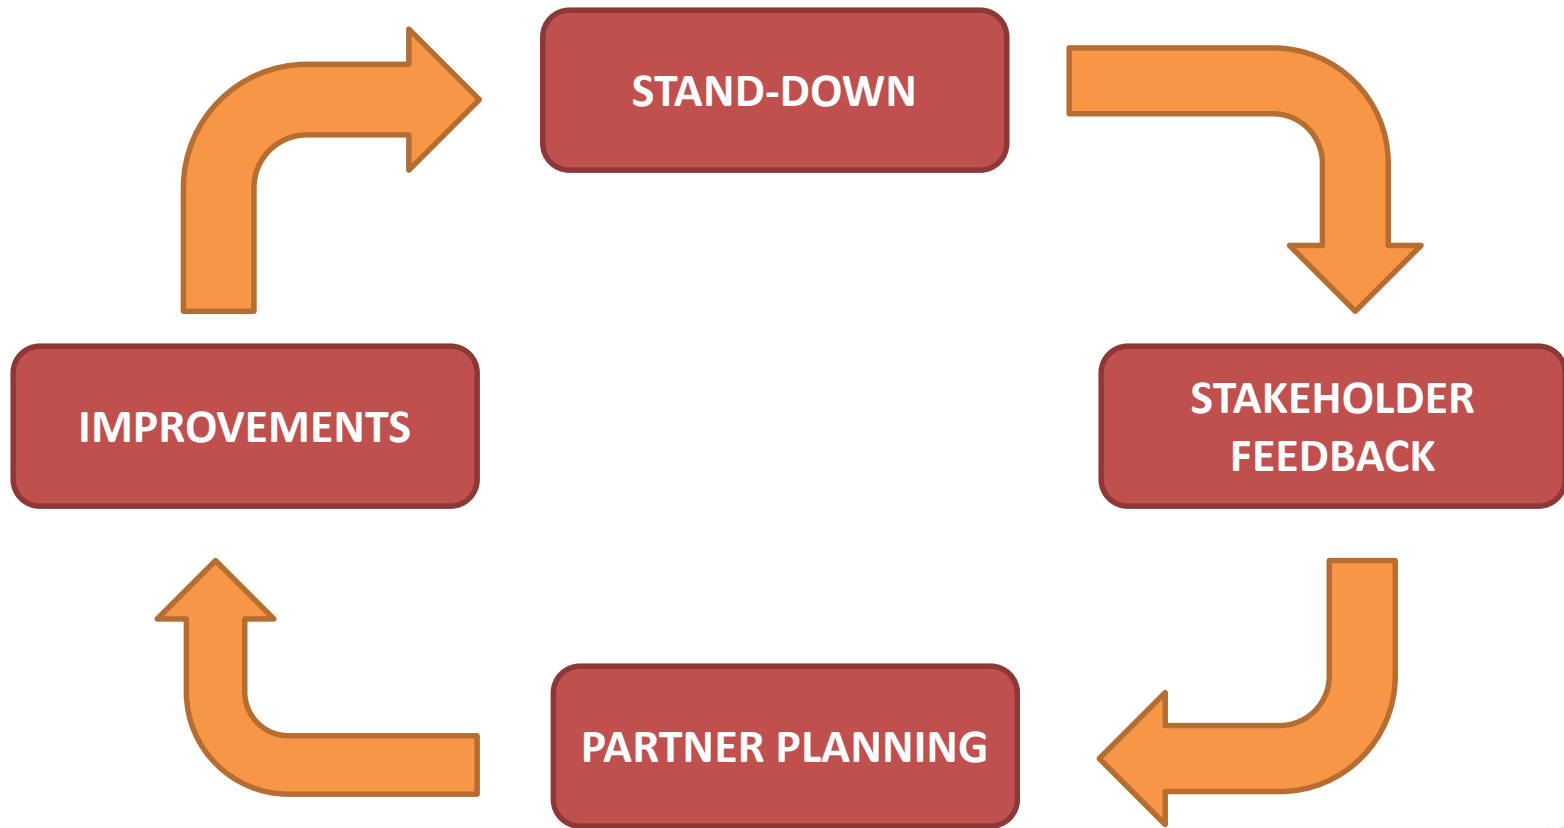 STAND-DOWN
IMPROVEMENTS
STAKEHOLDER
FEEDBACK
PARTNER PLANNING